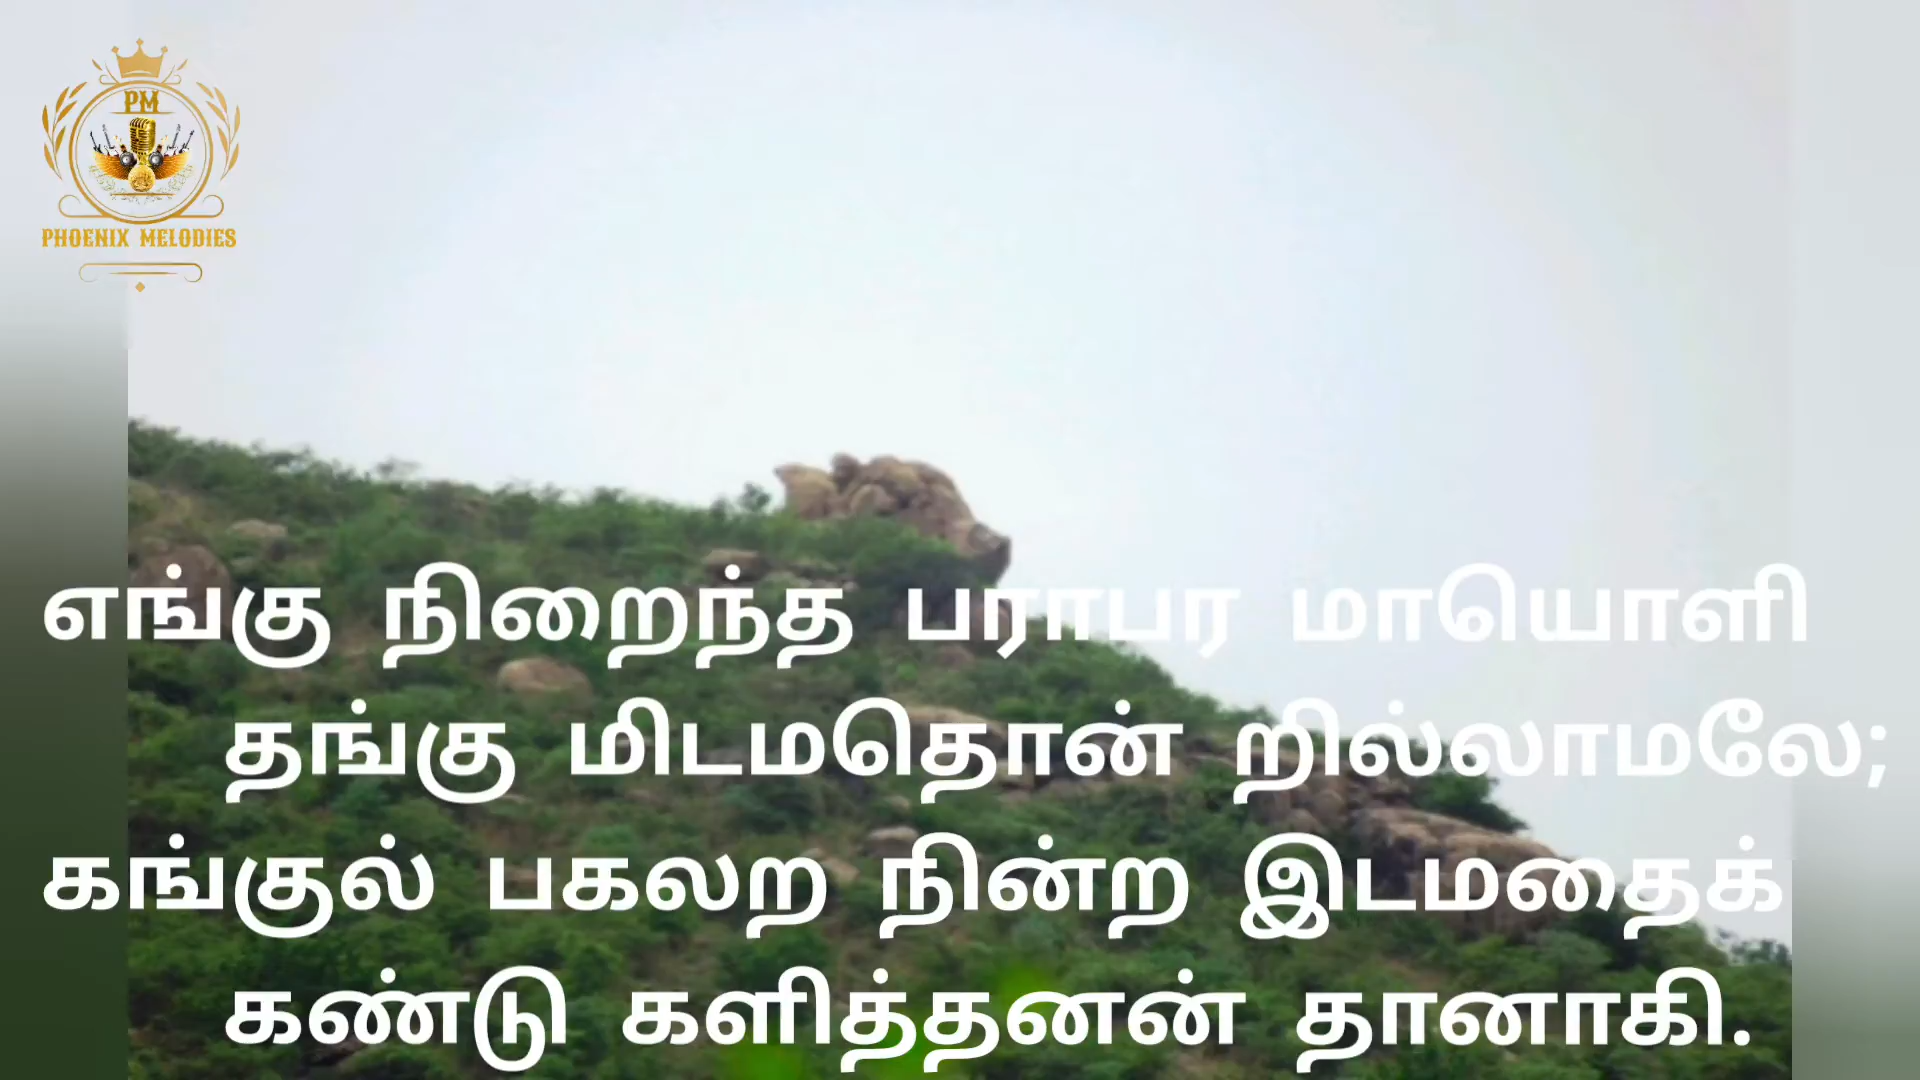 PM
PHOENIX MELODIES
எங்கு நிறைந்த பராபர மாயொளி
தங்கு மிடமதொன் றில்லாமலே;
கங்குல் பகலற நின்ற இடமதைக்
கண்டு களித்தனன் தானாகி.